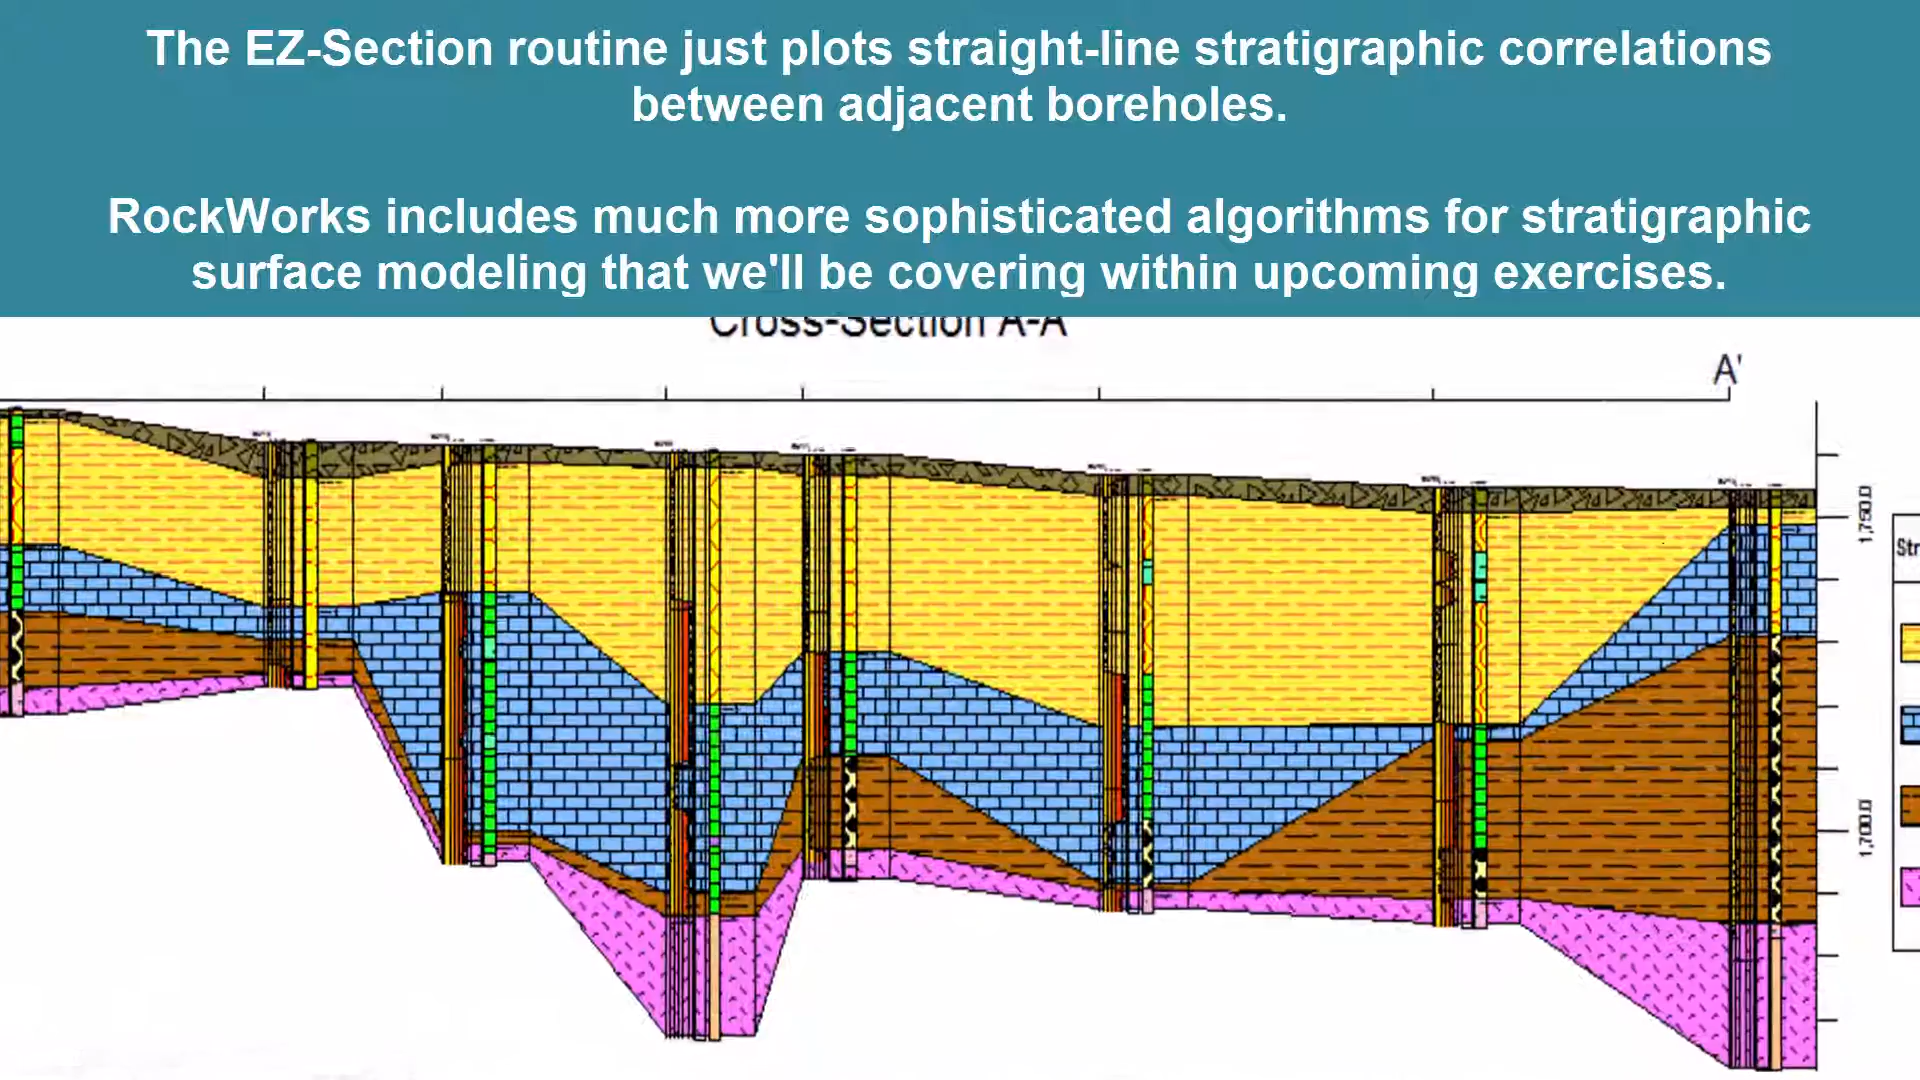 The EZ-Section routine just plots straight-line stratigraphic correlations
between adjacent boreholes.
RockWorks includes much more sophisticated algorithms for stratigraphic
surface modeling that we'll be covering within upcoming exercises.
Cross-Section A-A
A'
1,750.0
Str
1,700.0